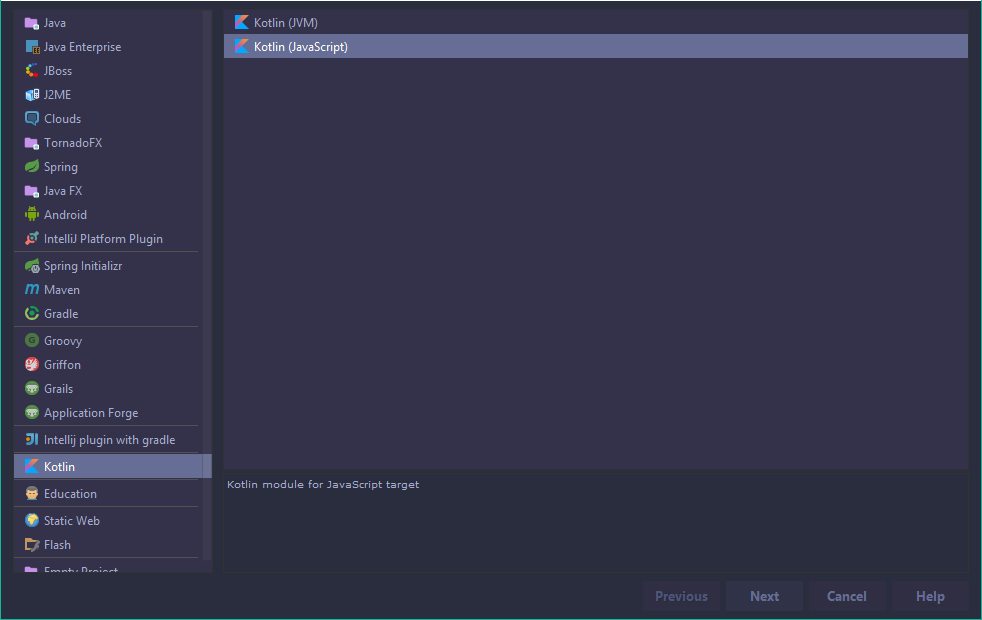 Java
Java Enterprise
JBoss
J2ME
Clouds
TornadoFX
Spring
Java FX
Android
IntelliJ Platform Plugin
Spring Initializr
Maven
Gradle
Groovy
Griffon
Grails
Application Forge
Intellij plugin with gradle
Kotlin
Education
Static Web
Flash
Empty Project
Kotlin (JVM)
Kotlin (JavaScript)
Kotlin module for JavaScript target
Previous
Next
Cancel
Help